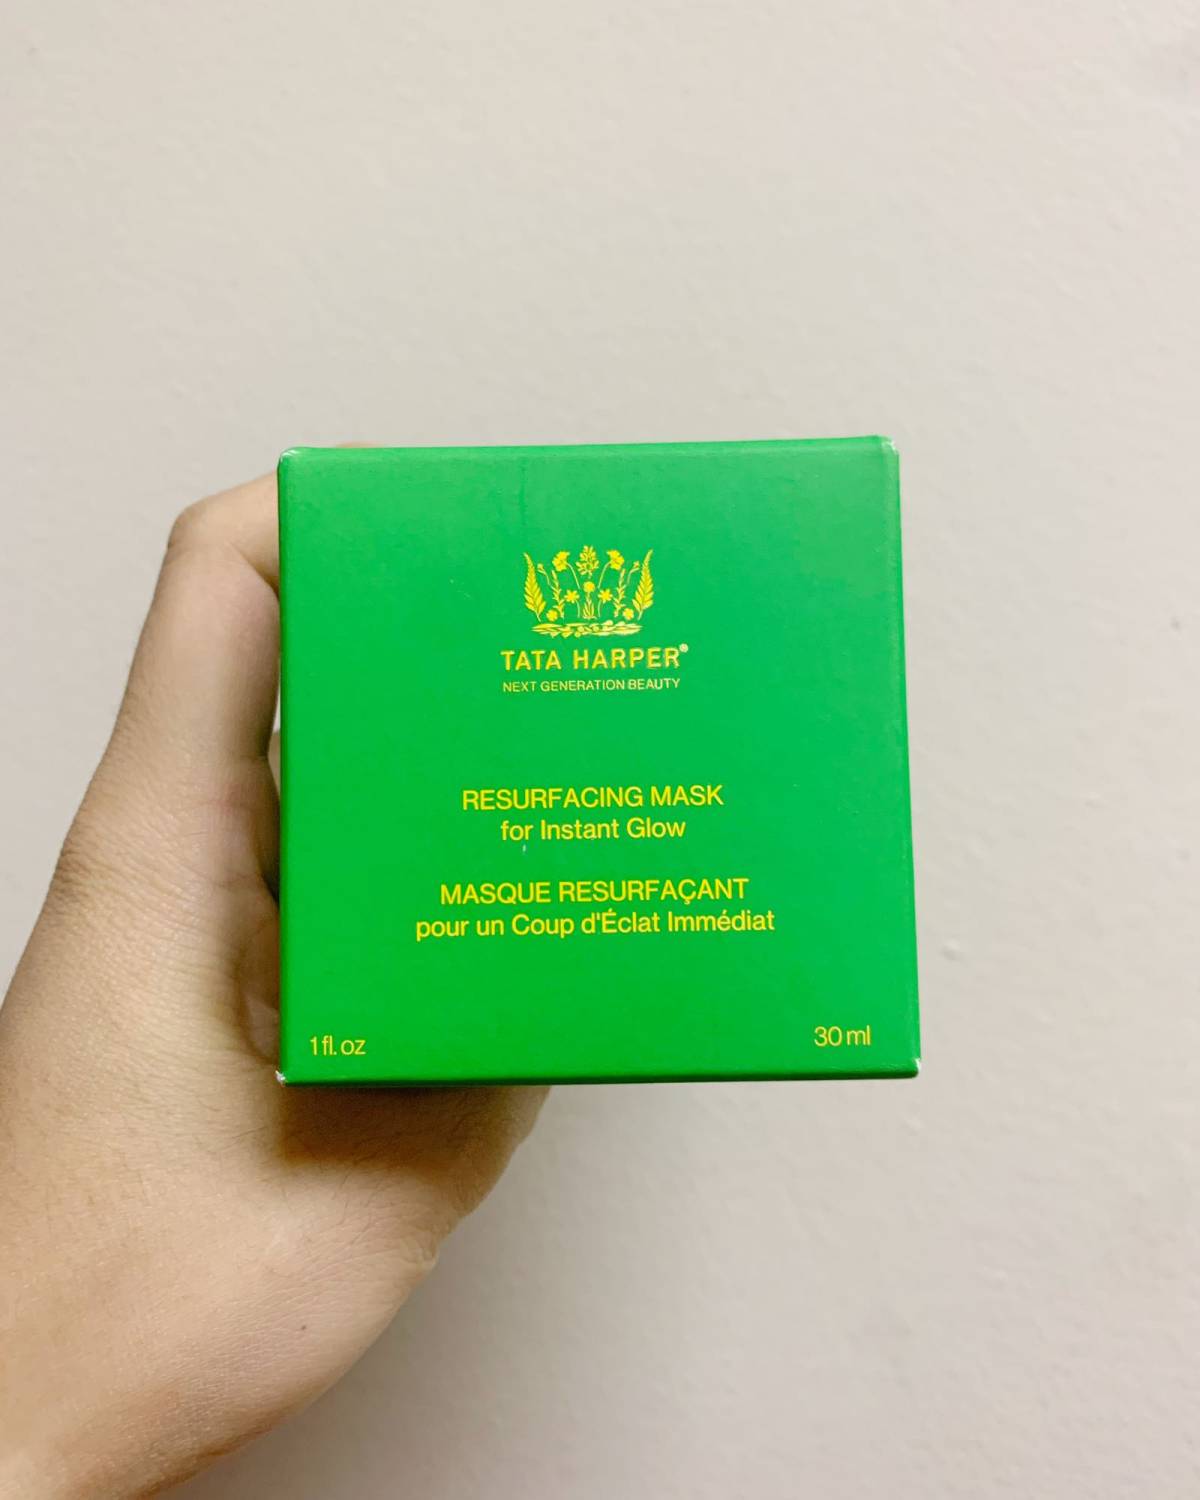 TATA HARPER®
NEXT GENERATION BEAUTY
RESURFACING MASK
for Instant Glow
MASQUE RESURFAÇANT
pour un Coup d'Éclat Immédiat
1 fl. oz
30 ml